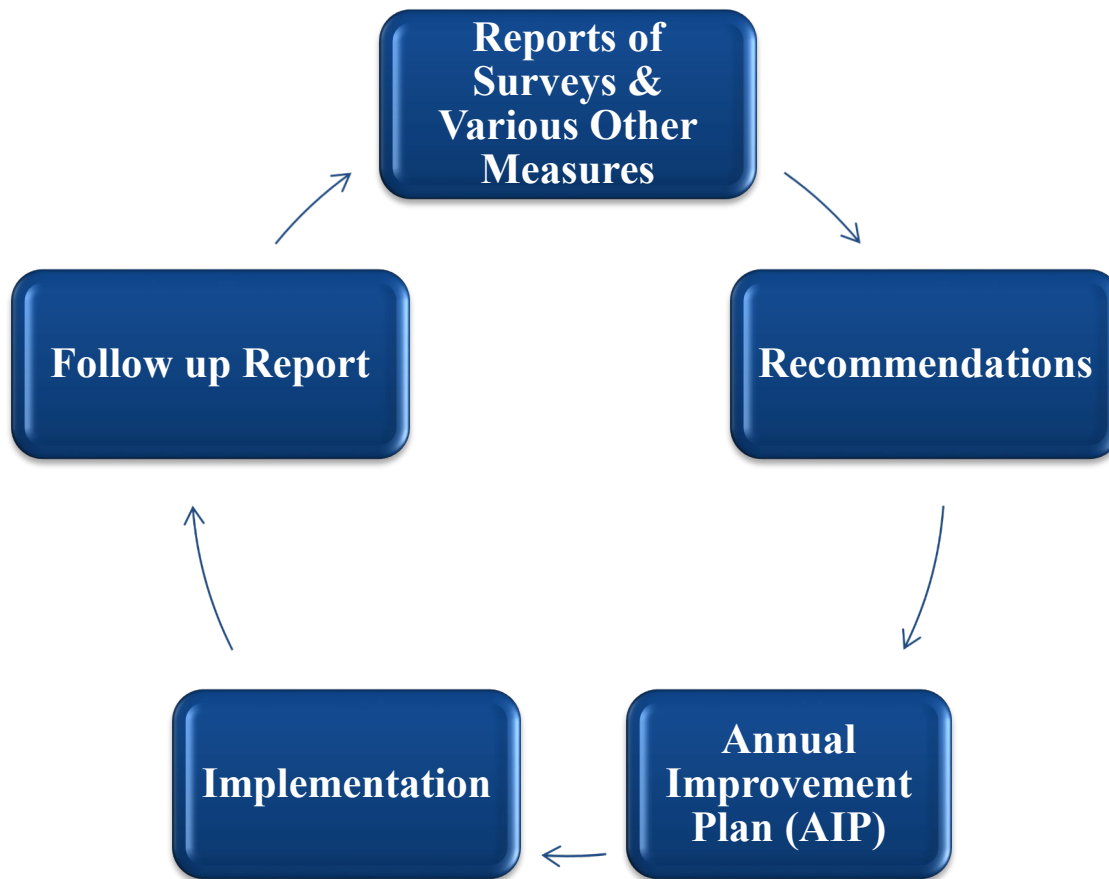 Reports of
Surveys &
Various Other
Measures
Recommendations
Annual
Improvement
Plan (AIP)
Implementation
Follow up Report